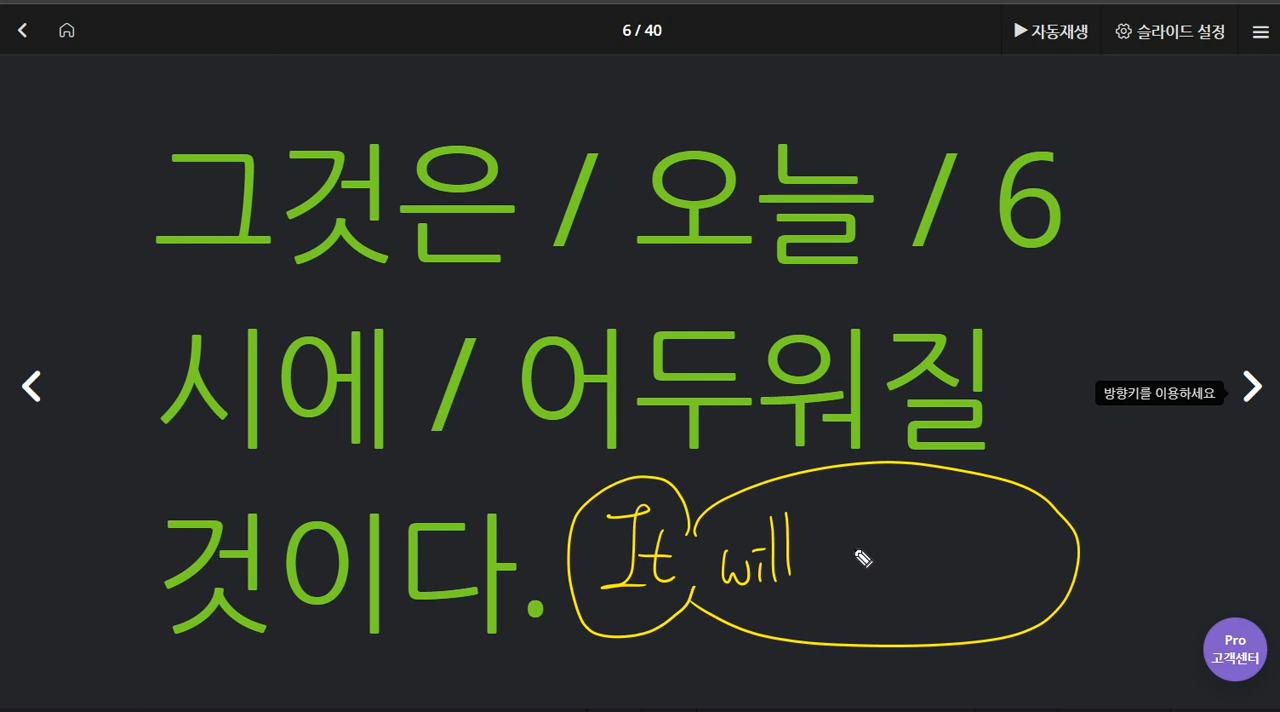 6 / 40
▶ 자동재생
슬라이드 설정
그것은 / 오늘 / 6
시에 / 어두워질
방향키를 이용하세요
것이다.
It will
Pro
고객센터